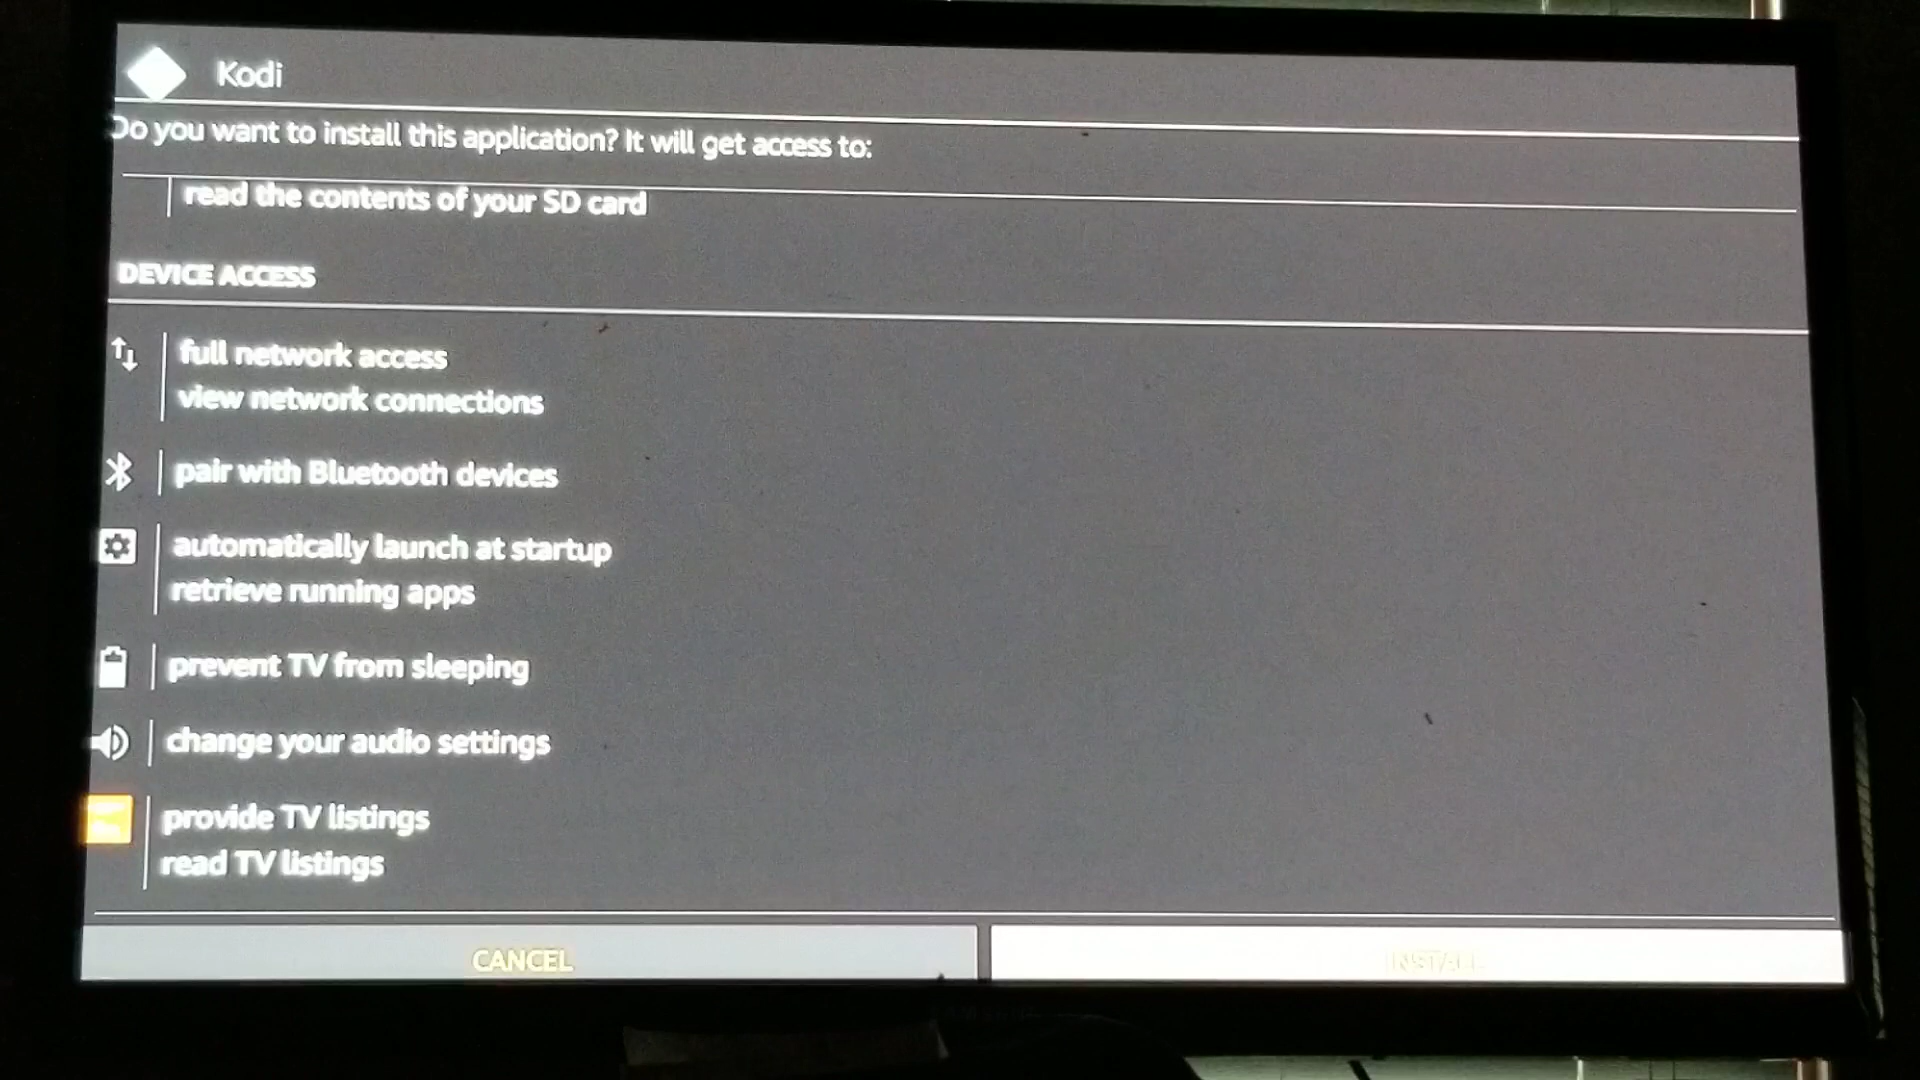 Kodi
Do you want to install this application? It will get access to:
read the contents of your SD card
DEVICE ACCESS
full network access
view network connections
pair with Bluetooth devices
automatically launch at startup
retrieve running apps
prevent TV from sleeping
change your audio settings
provide TV listings
read TV listings
CANCEL
INSTALL